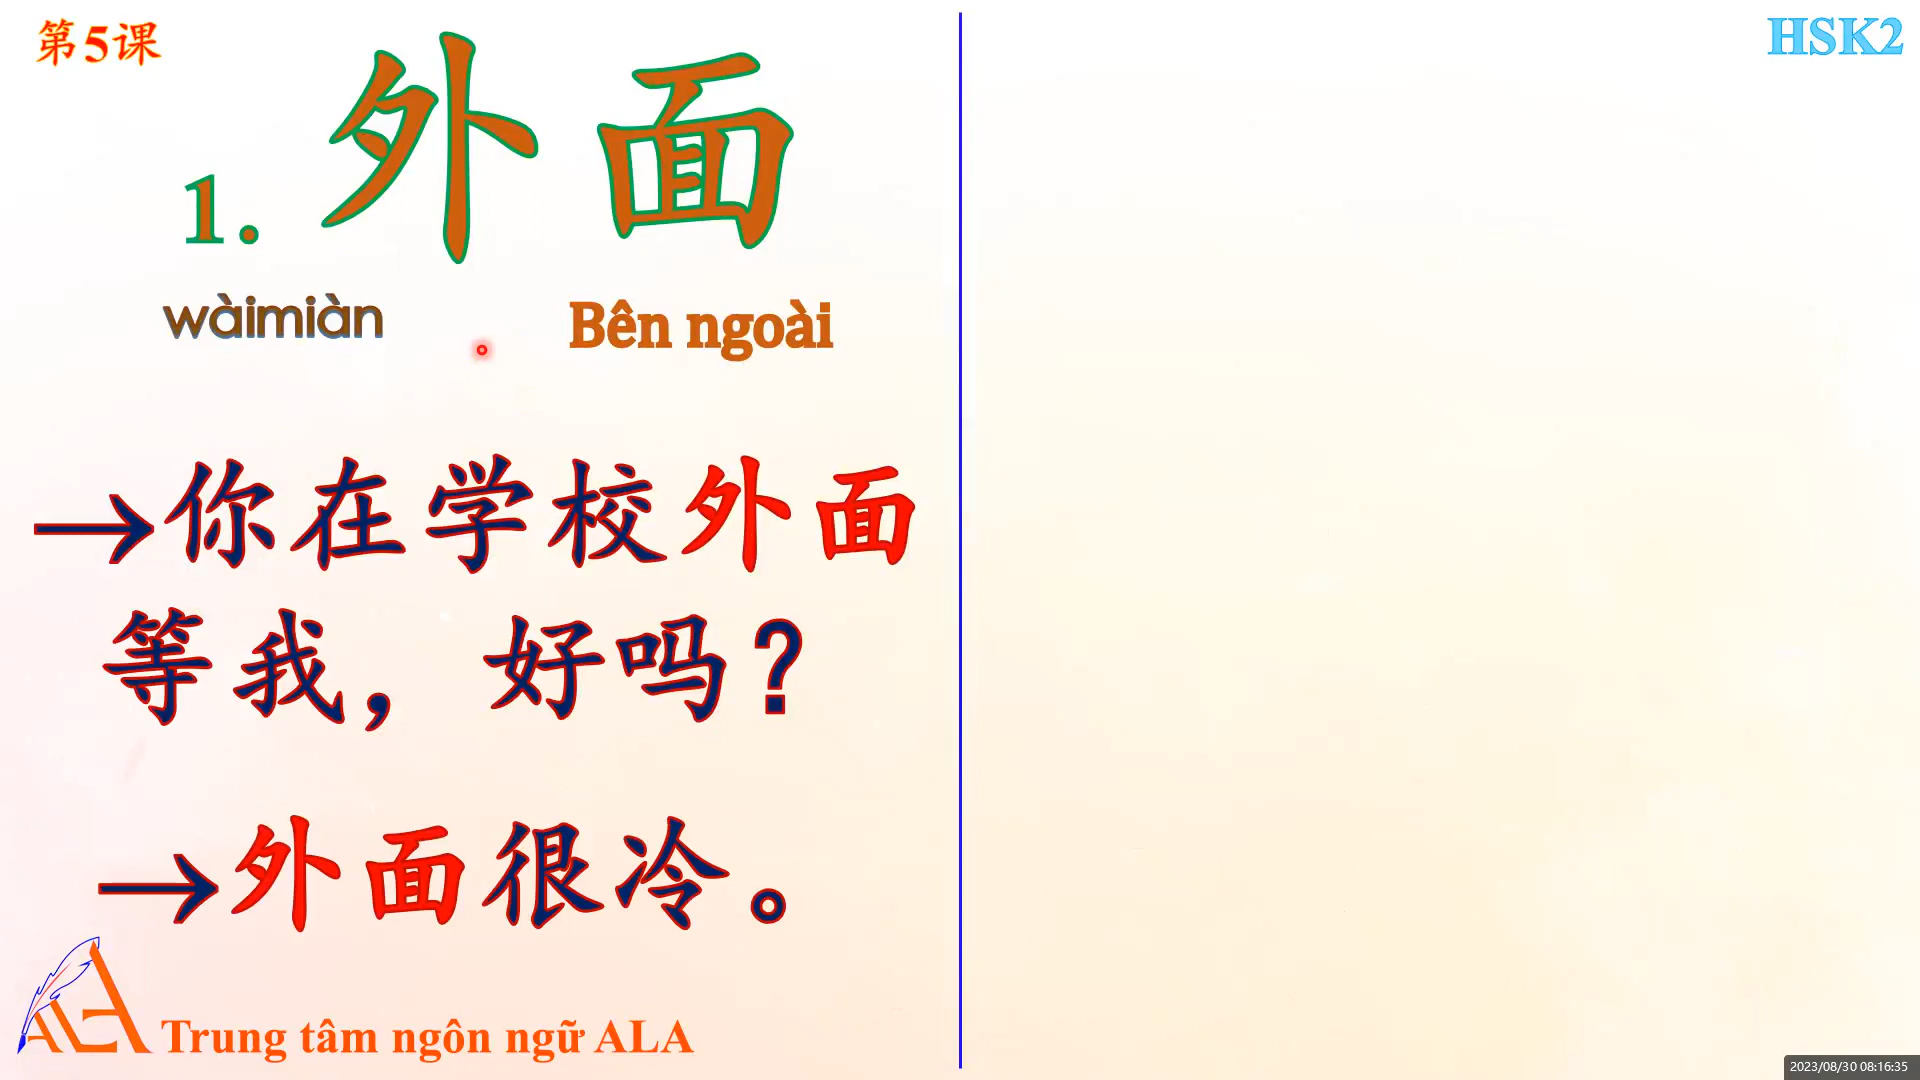 第5课
HSK2
1. 外面
wàimiàn
Bên ngoài
→你在学校外面
等我，好吗？
→外面很冷。
ALA
Trung tâm ngôn ngữ ALA
2023/08/30 08:16:35